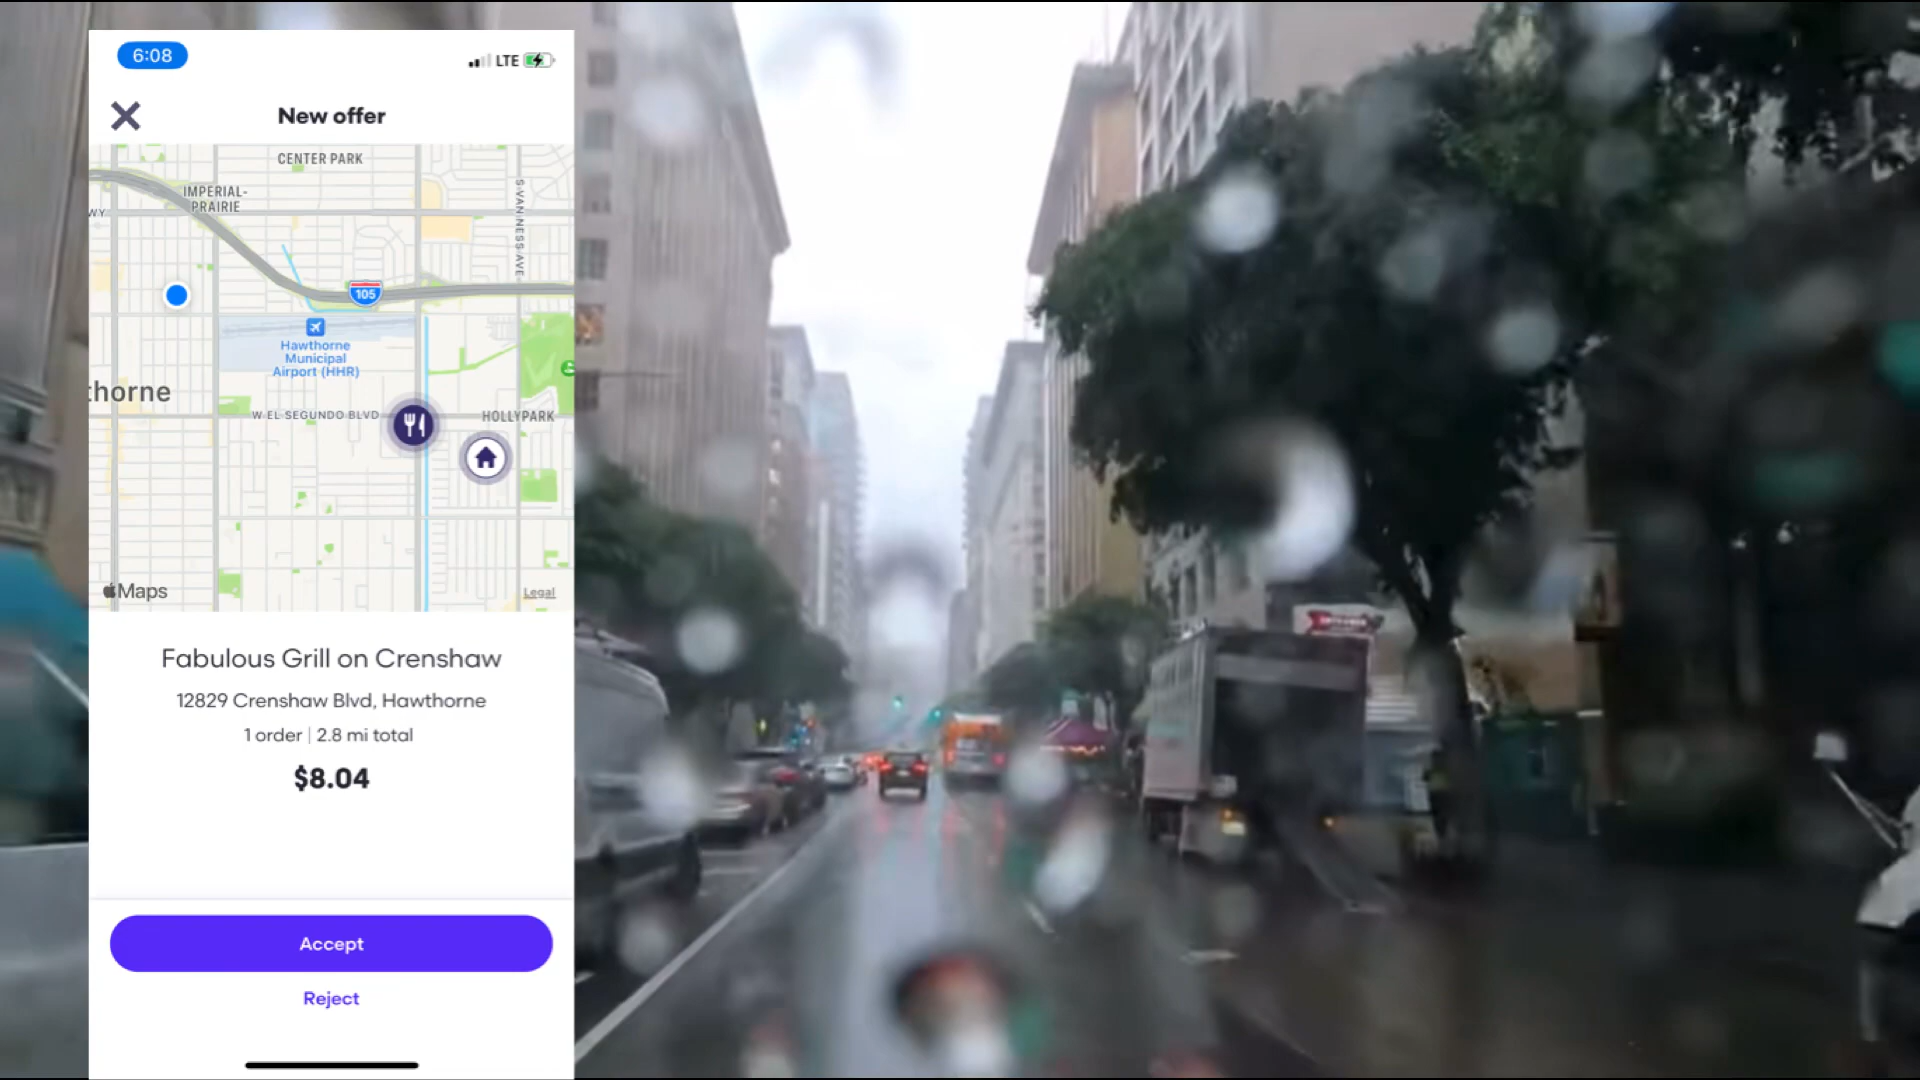 6:08
LTE
New offer
CENTER PARK
IMPERIAL-
PRAIRIE
WY
S VAN NESS AVE
105
Hawthorne
Municipal
Airport (HHR)
thorne
W EL SEGUNDO BLVD
HOLLYPARK
Maps
Legal
Fabulous Grill on Crenshaw
12829 Crenshaw Blvd, Hawthorne
1 order | 2.8 mi total
$8.04
Accept
Reject